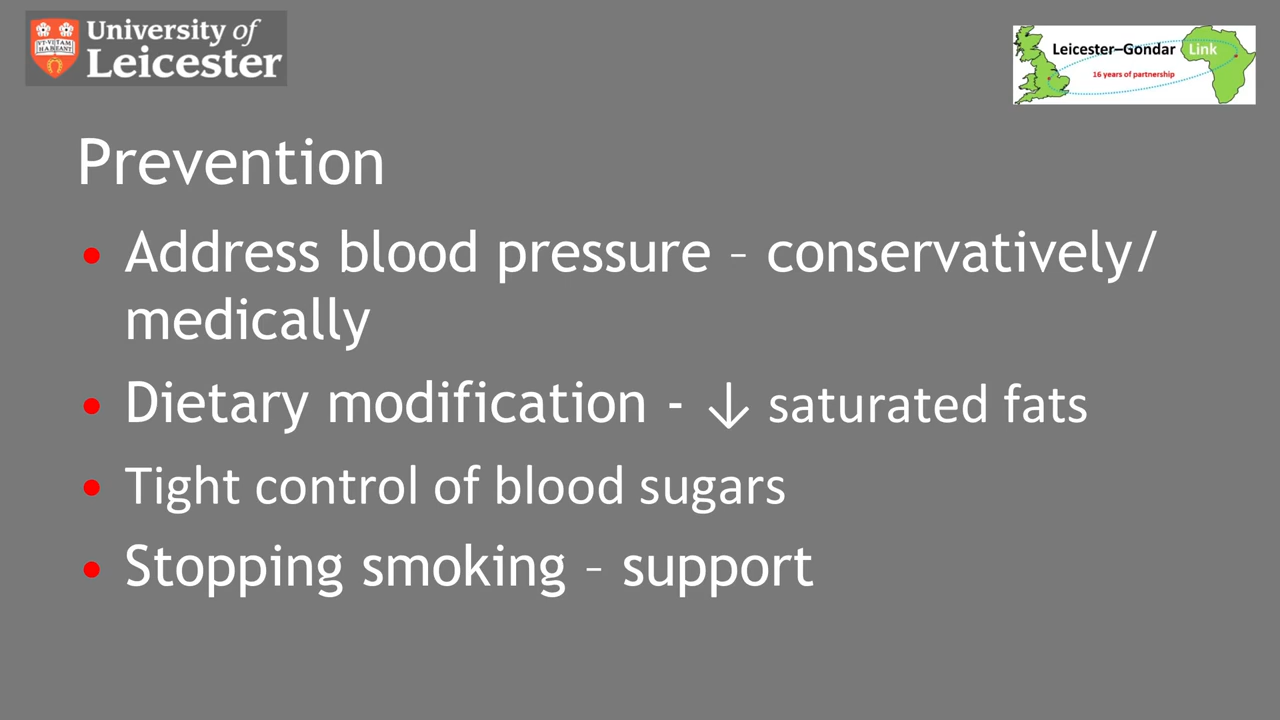 University of
Leicester
Leicester–Gondar Link
16 years of partnership
Prevention
• Address blood pressure – conservatively/
medically
• Dietary modification - ↓ saturated fats
• Tight control of blood sugars
• Stopping smoking – support